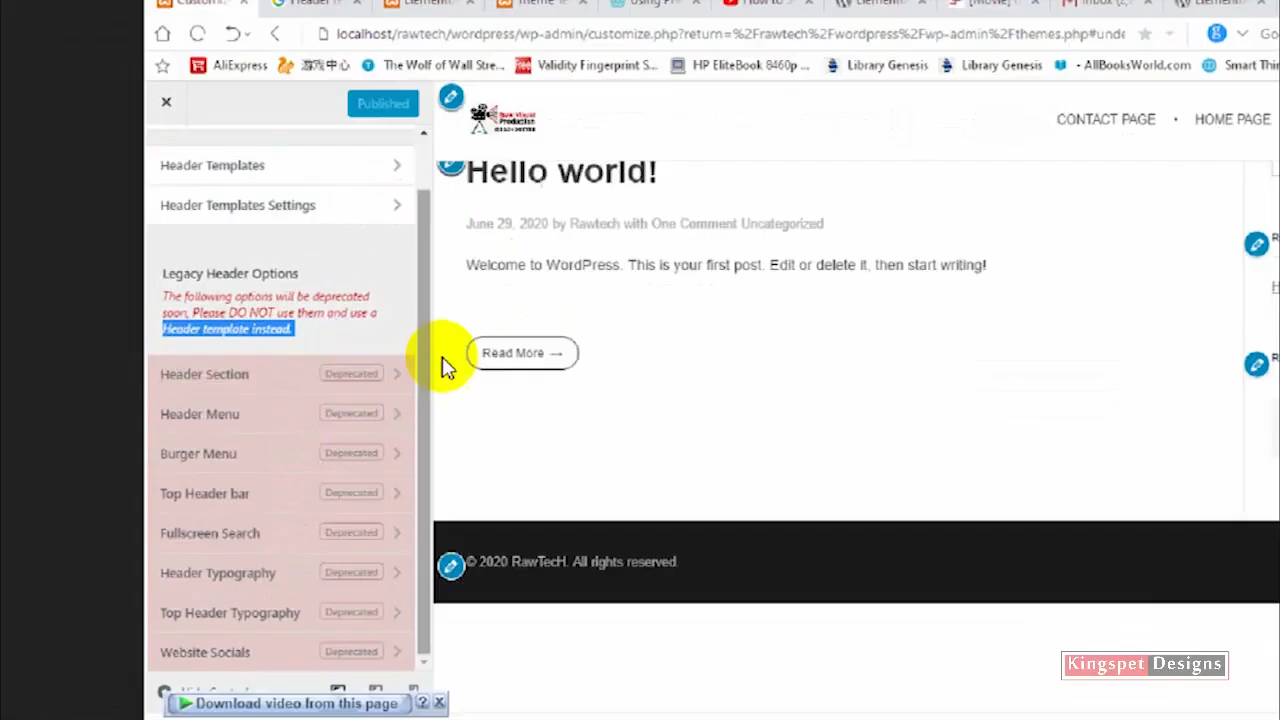 Header
localhost/rawtech/wordpress/wp-admin/customize.php?return=%2Frawtech%2Fwordpress%2Fwp-admin%2Fthemes.php#unde
AliExpress
游戏中心
The Wolf of Wall Stre...
Validity Fingerprint S...
HP EliteBook 8460p ...
Library Genesis
Library Genesis
- AllBooksWorld.com
Smart Thin
Published
CONTACT PAGE • HOME PAGE
Header Templates
Header Templates Settings
Hello world!
June 29, 2020 by Rawtech with One Comment Uncategorized
Welcome to WordPress. This is your first post. Edit or delete it, then start writing!
Read More →
Legacy Header Options
The following options will be deprecated
soon, Please DO NOT use them and use a
Header template instead.
Header Section Deprecated
Header Menu Deprecated
Burger Menu Deprecated
Top Header bar Deprecated
Fullscreen Search Deprecated
Header Typography Deprecated
Top Header Typography Deprecated
Website Socials Deprecated
© 2020 RawTecH. All rights reserved
Download video from this page ? X
Kingspet Designs